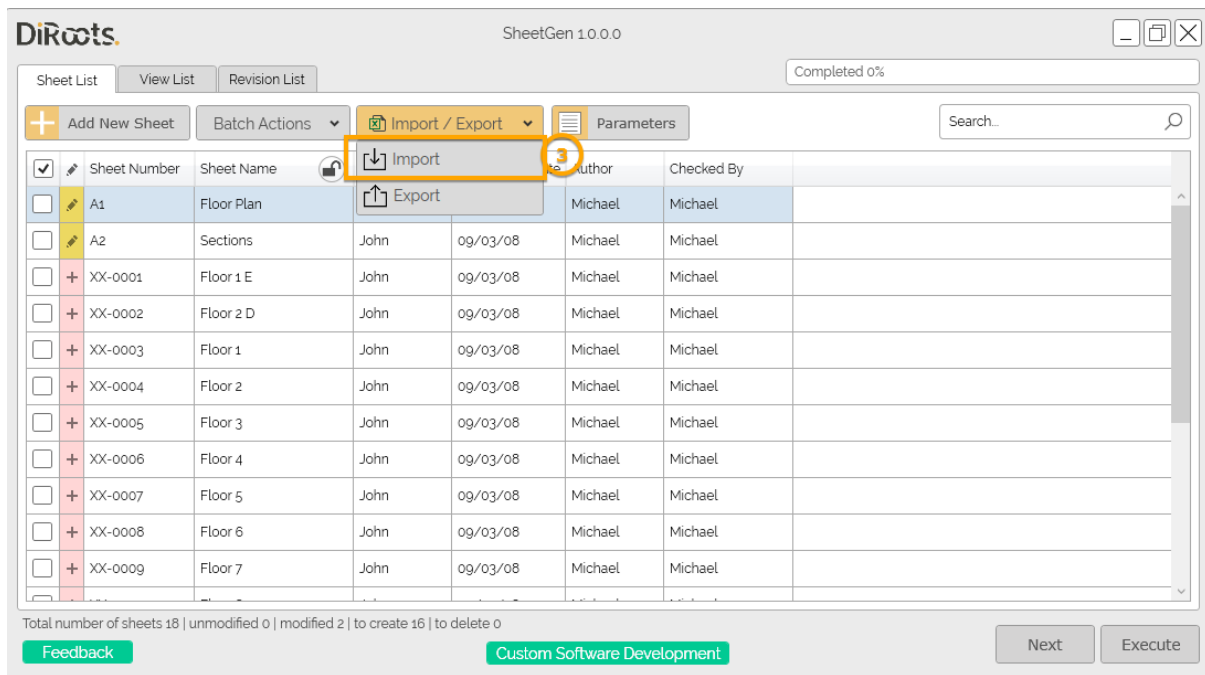 DiRoots.
SheetGen 1.0.0.0
Sheet List View List Revision List
Completed 0%
Add New Sheet Batch Actions Import / Export Parameters Search...
Import 3
Export
Sheet Number Sheet Name Author Checked By
A1 Floor Plan Michael Michael
A2 Sections John 09/03/08 Michael Michael
XX-0001 Floor 1 E John 09/03/08 Michael Michael
XX-0002 Floor 2 D John 09/03/08 Michael Michael
XX-0003 Floor 1 John 09/03/08 Michael Michael
XX-0004 Floor 2 John 09/03/08 Michael Michael
XX-0005 Floor 3 John 09/03/08 Michael Michael
XX-0006 Floor 4 John 09/03/08 Michael Michael
XX-0007 Floor 5 John 09/03/08 Michael Michael
XX-0008 Floor 6 John 09/03/08 Michael Michael
XX-0009 Floor 7 John 09/03/08 Michael Michael
Total number of sheets 18 | unmodified 0 | modified 2 | to create 16 | to delete 0
Feedback Custom Software Development Next Execute